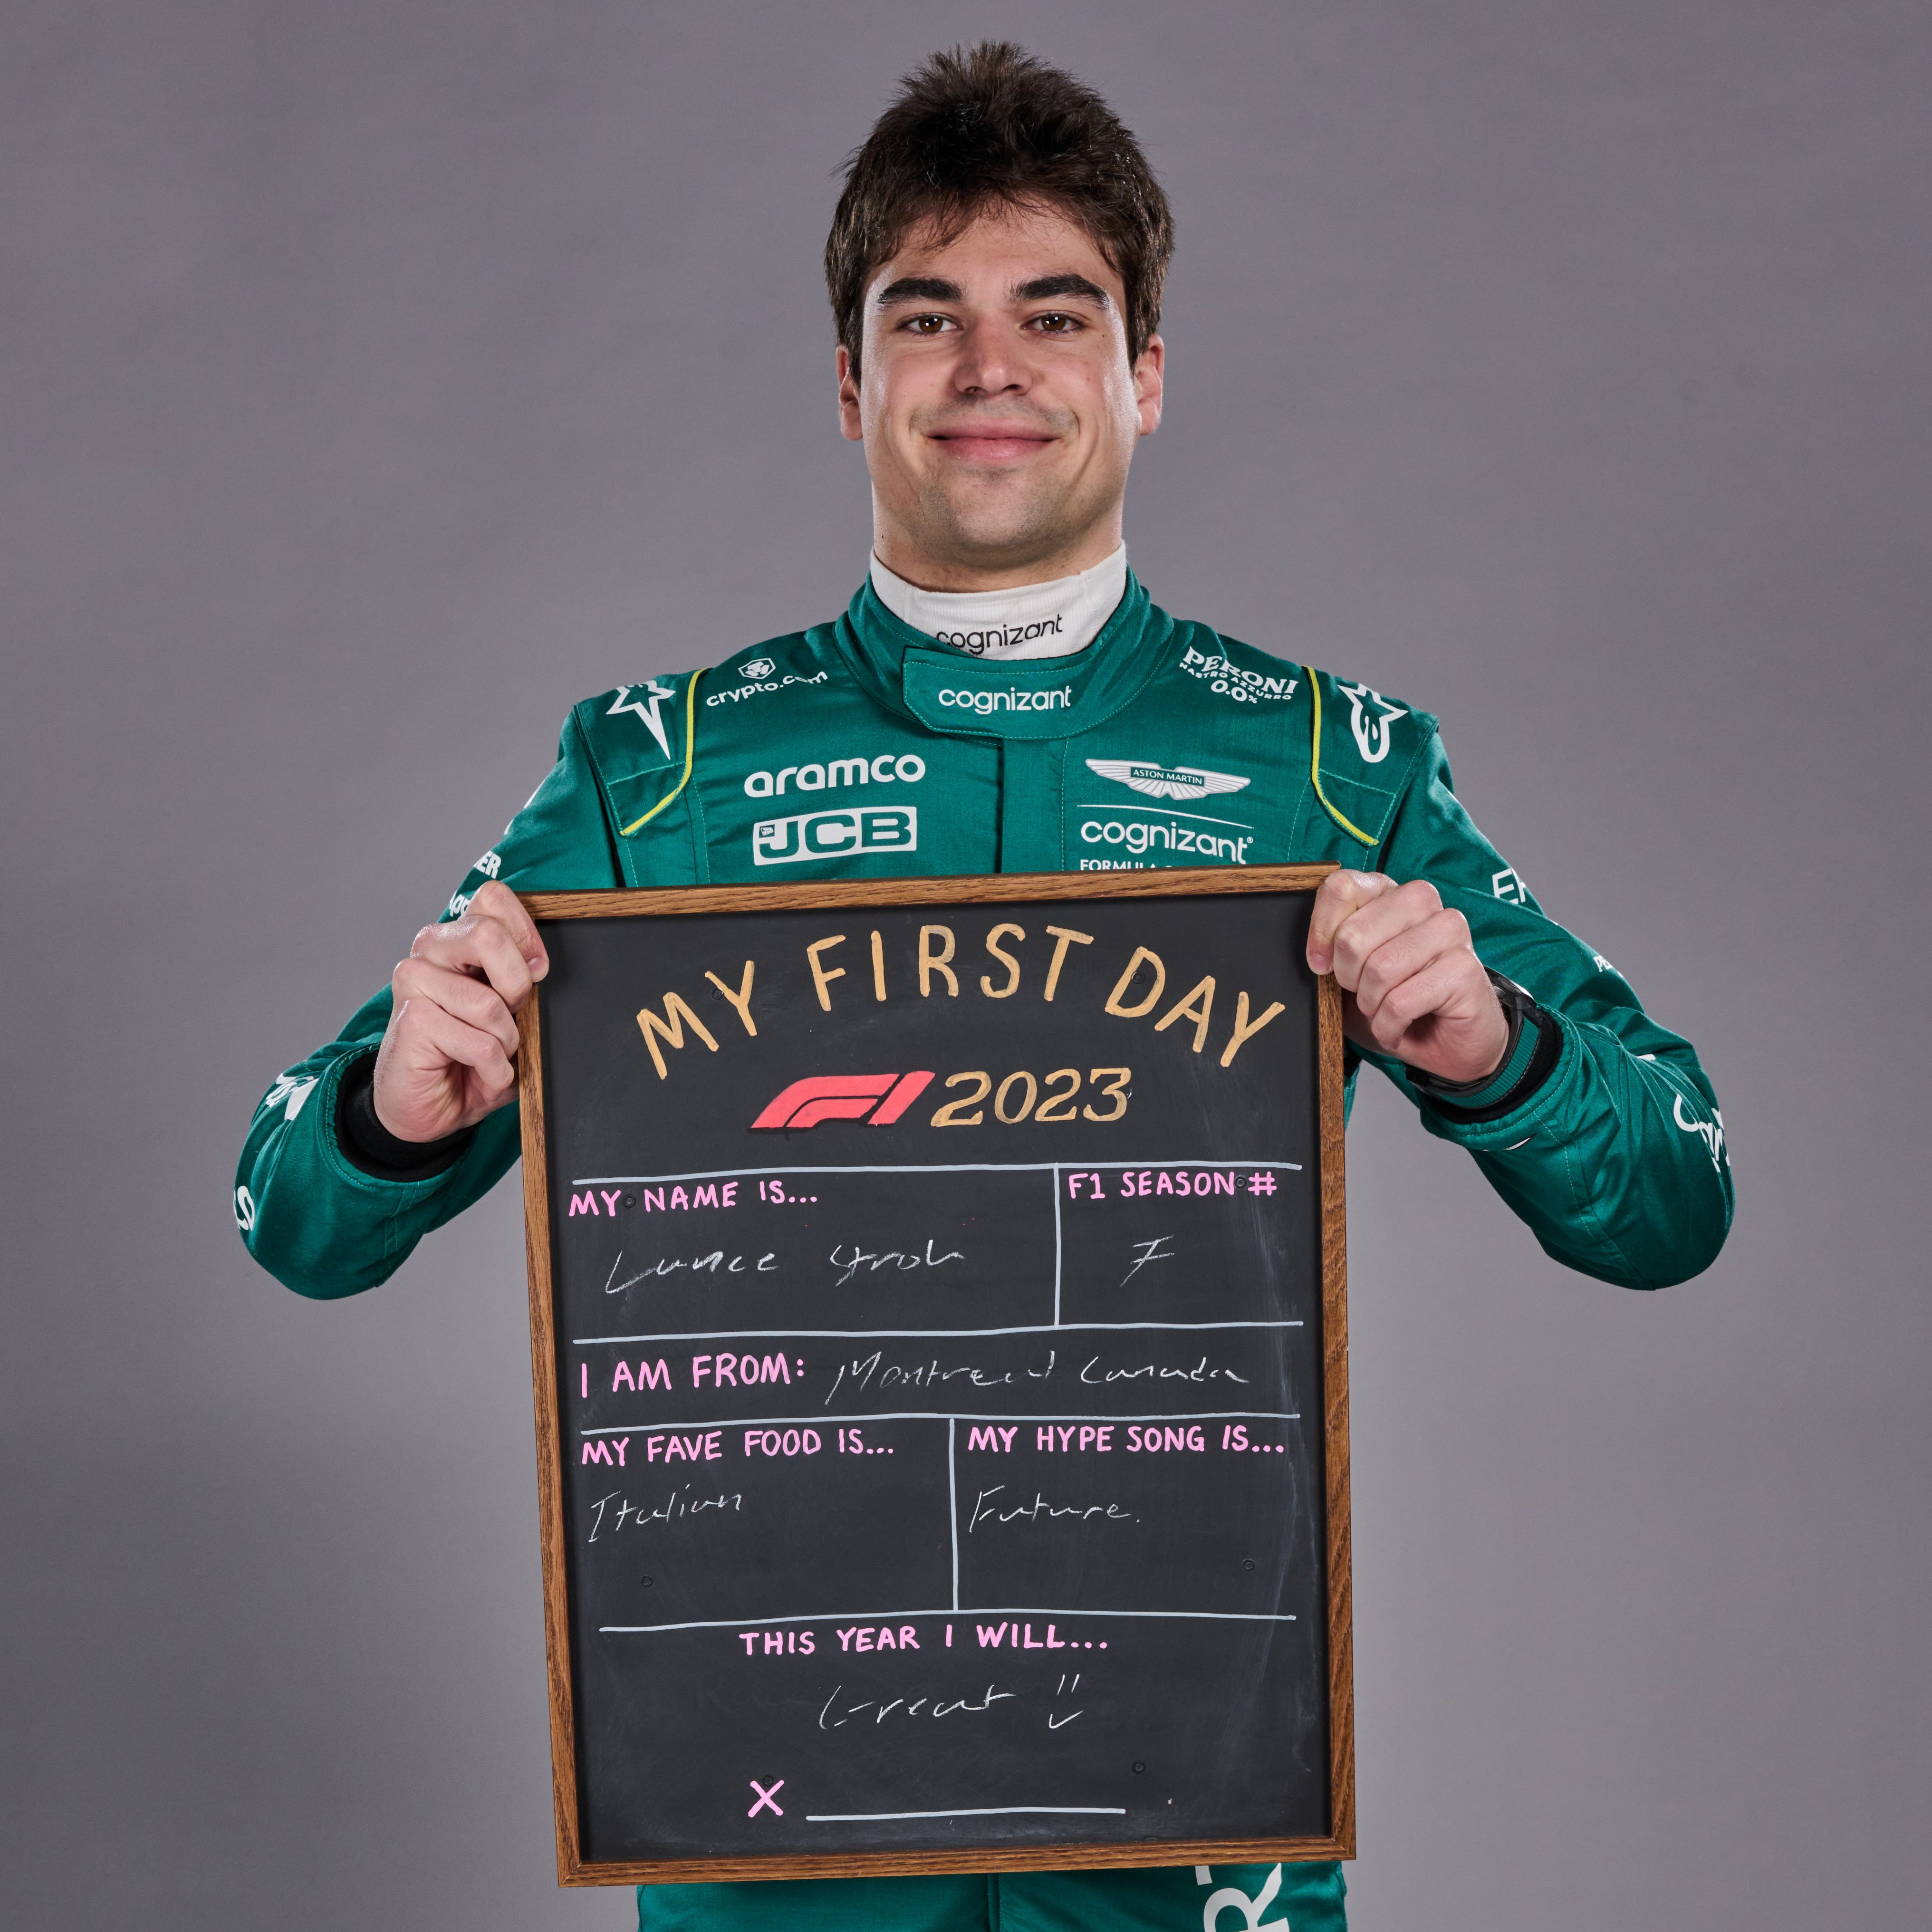 cognizant
cognizant
crypto.com
PERONI
NASTRO AZZURRO
0.0%
aramco
JCB
ASTON MARTIN
cognizant
MY FIRST DAY
F1 2023
MY NAME IS...
Lance Stroll
F1 SEASON #
7
I AM FROM: Montreal Canada
MY FAVE FOOD IS...
Italian
MY HYPE SONG IS...
Future.
THIS YEAR I WILL...
Great !!
X